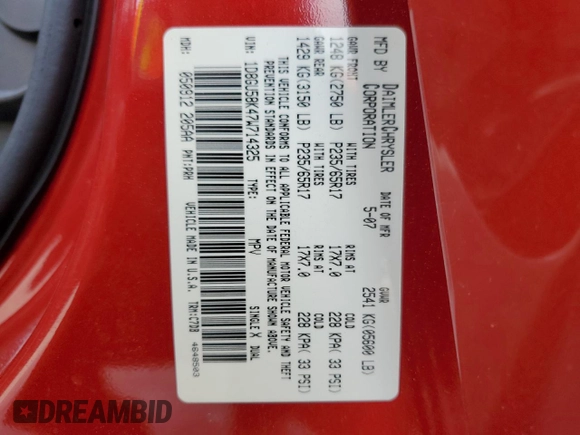 MFD BY DAIMLERCHRYSLER CORPORATION DATE OF MFR 5-07 GVWR 2541 KG(05600 LB)
GAWR FRONT WITH TIRES RIMS AT COLD
1248 KG(2750 LB) P235/65R17 17X7.0 228 KPA( 33 PSI)
GAWR REAR WITH TIRES RIMS AT COLD
1429 KG(3150 LB) P235/65R17 17X7.0 228 KPA( 33 PSI)
THIS VEHICLE CONFORMS TO ALL APPLICABLE FEDERAL MOTOR VEHICLE SAFETY AND THEFT
PREVENTION STANDARDS IN EFFECT ON THE DATE OF MANUFACTURE SHOWN ABOVE.
VIN: 1D8GU58K47W714325 TYPE: MPV SINGLE X DUAL
MDH: 050912 205AA PNT:PRH VEHICLE MADE IN U.S.A. TRM:C7DB 4648503
DREAMBID